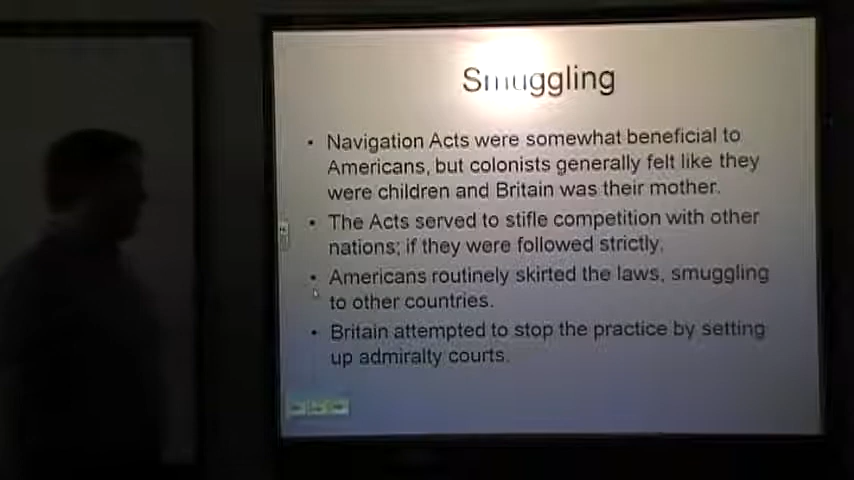 Smuggling
• Navigation Acts were somewhat beneficial to
Americans, but colonists generally felt like they
were children and Britain was their mother.
• The Acts served to stifle competition with other
nations; if they were followed strictly.
• Americans routinely skirted the laws, smuggling
to other countries.
• Britain attempted to stop the practice by setting
up admiralty courts.